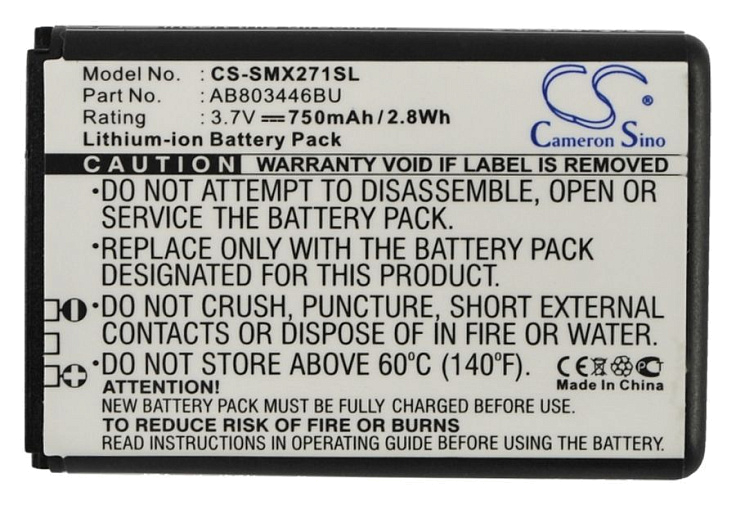 Model No. : CS-SMX271SL
Part No. : AB803446BU
Rating : 3.7V 750mAh/2.8Wh
Lithium-ion Battery Pack
CS
Cameron Sino
CAUTION WARRANTY VOID IF LABEL IS REMOVED
•DO NOT ATTEMPT TO DISASSEMBLE, OPEN OR
SERVICE THE BATTERY PACK.
•REPLACE ONLY WITH THE BATTERY PACK
DESIGNATED FOR THIS PRODUCT.
•DO NOT CRUSH, PUNCTURE, SHORT EXTERNAL
CONTACTS OR DISPOSE OF IN FIRE OR WATER.
•DO NOT STORE ABOVE 60°C (140°F).
CE
Made In China
ATTENTION!
NEW BATTERY PACK MUST BE FULLY CHARGED BEFORE USE.
TO REDUCE RISK OF FIRE OR BURNS
READ INSTRUCTIONS IN OPERATING GUIDE BEFORE USING THE BATTERY.